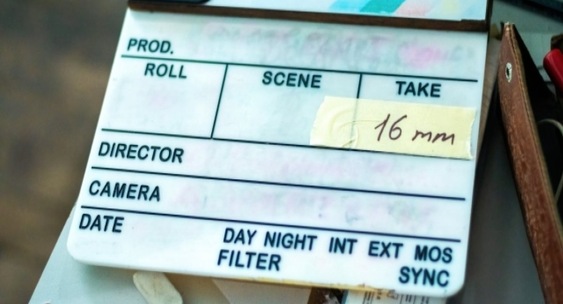 PROD.
ROLL SCENE TAKE
16 mm
DIRECTOR
CAMERA
DATE DAY NIGHT INT EXT MOS
FILTER SYNC